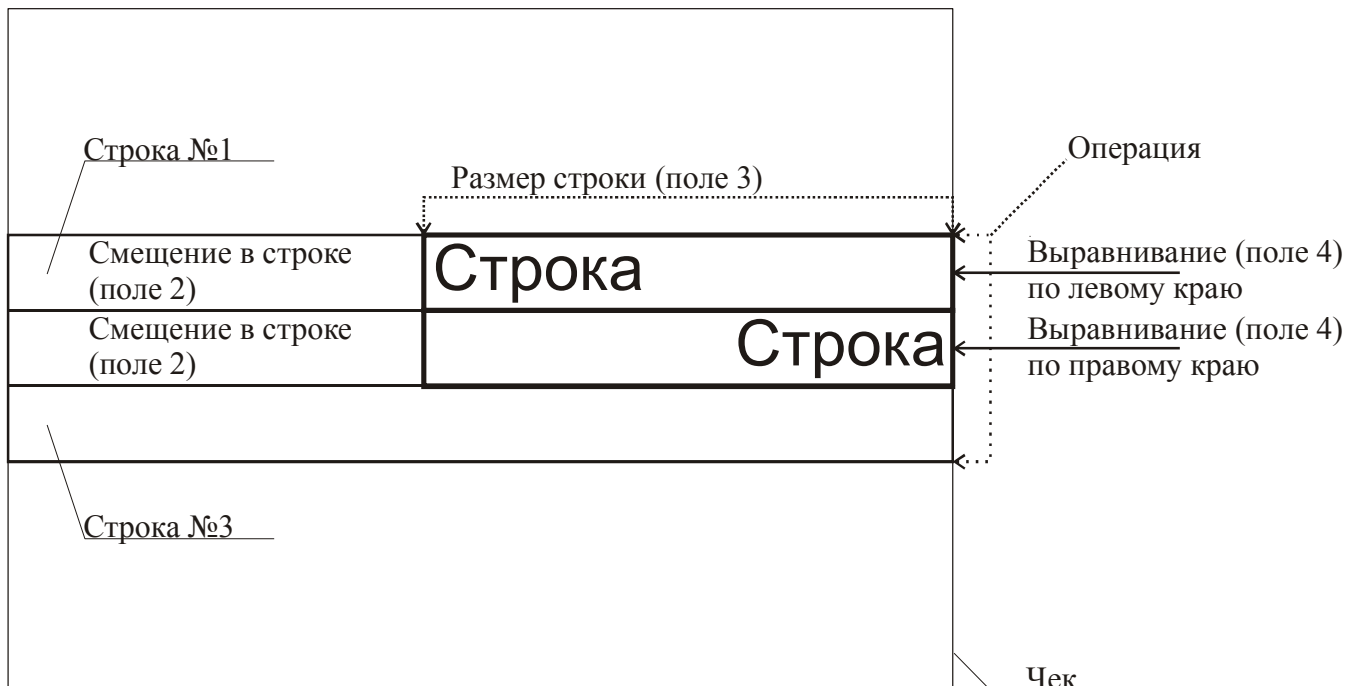 Строка №1
Операция
Размер строки (поле 3)
Смещение в строке
(поле 2)
Строка
Выравнивание (поле 4)
по левому краю
Смещение в строке
(поле 2)
Строка
Выравнивание (поле 4)
по правому краю
Строка №3
Чек